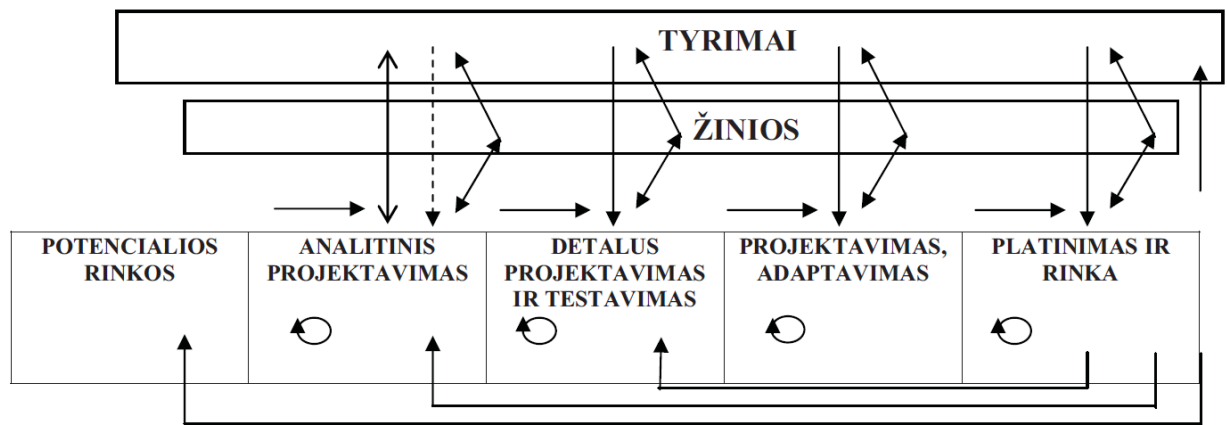 TYRIMAI
ŽINIOS
POTENCIALIOS
RINKOS
ANALITINIS
PROJEKTAVIMAS
DETALUS
PROJEKTAVIMAS
IR TESTAVIMAS
PROJEKTAVIMAS,
ADAPTAVIMAS
PLATINIMAS IR
RINKA